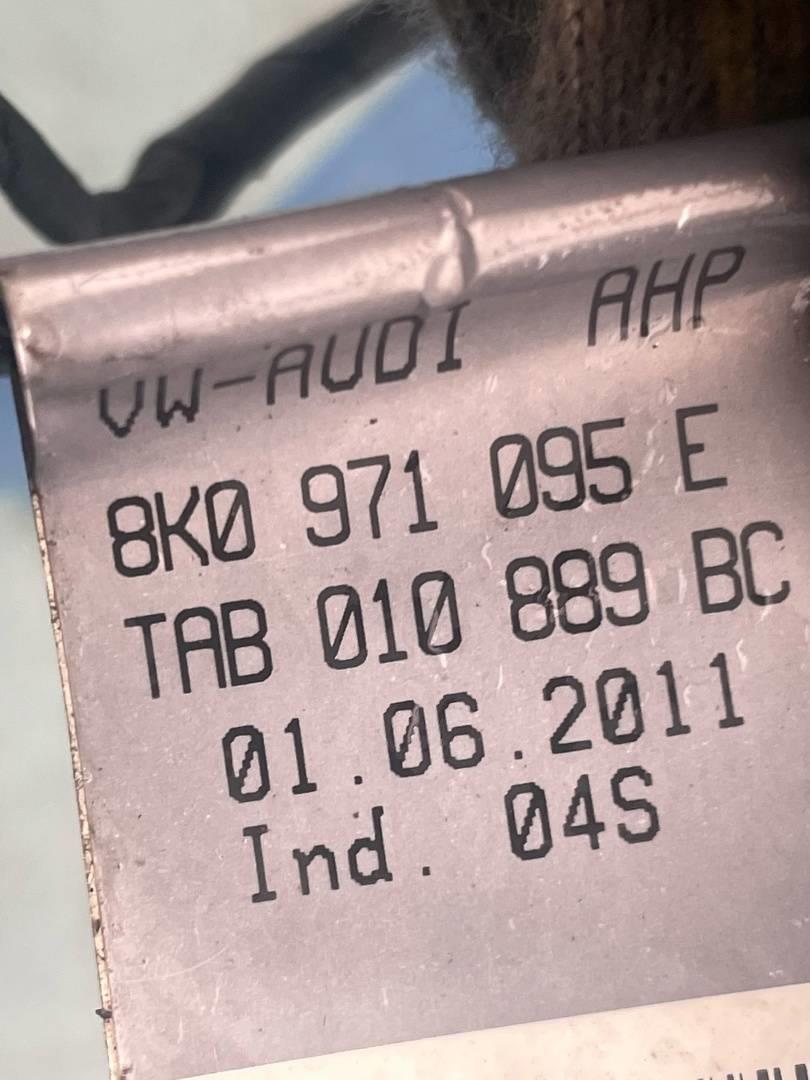 VW-AUDI AHP
8K0 971 095 E
TAB 010 889 BC
01.06.2011
Ind. 04S